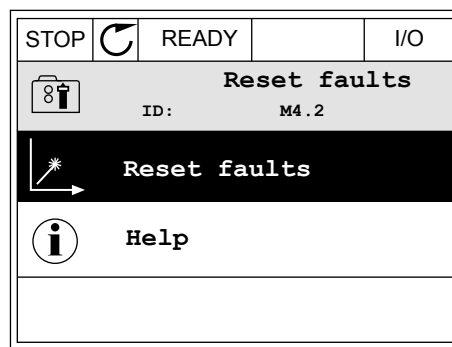 STOP READY I/O
Reset faults
ID: M4.2
Reset faults
Help